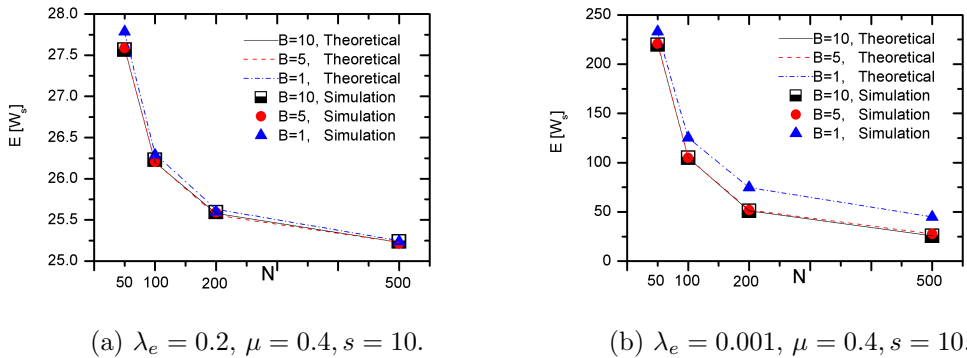 28.0
27.5
27.0
26.5
26.0
25.5
25.0
E [W_s]
B=10, Theoretical
B=5, Theoretical
B=1, Theoretical
B=10, Simulation
B=5, Simulation
B=1, Simulation
50 100 200 N 500
(a) λ_e = 0.2, μ = 0.4, s = 10.
250
200
150
100
50
0
E [W_s]
B=10, Theoretical
B=5, Theoretical
B=1, Theoretical
B=10, Simulation
B=5, Simulation
B=1, Simulation
50 100 200 N 500
(b) λ_e = 0.001, μ = 0.4, s = 10.